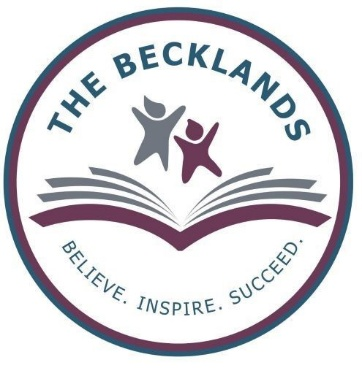 THE BECKLANDS
BELIEVE. INSPIRE. SUCCEED.